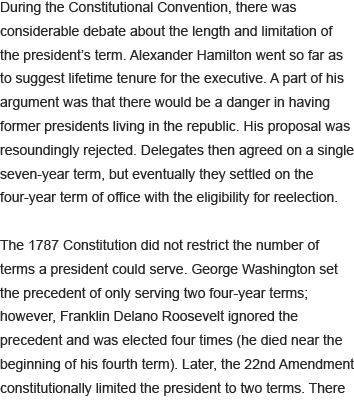 During the Constitutional Convention, there was
considerable debate about the length and limitation of
the president’s term. Alexander Hamilton went so far as
to suggest lifetime tenure for the executive. A part of his
argument was that there would be a danger in having
former presidents living in the republic. His proposal was
resoundingly rejected. Delegates then agreed on a single
seven-year term, but eventually they settled on the
four-year term of office with the eligibility for reelection.

The 1787 Constitution did not restrict the number of
terms a president could serve. George Washington set
the precedent of only serving two four-year terms;
however, Franklin Delano Roosevelt ignored the
precedent and was elected four times (he died near the
beginning of his fourth term). Later, the 22nd Amendment
constitutionally limited the president to two terms. There